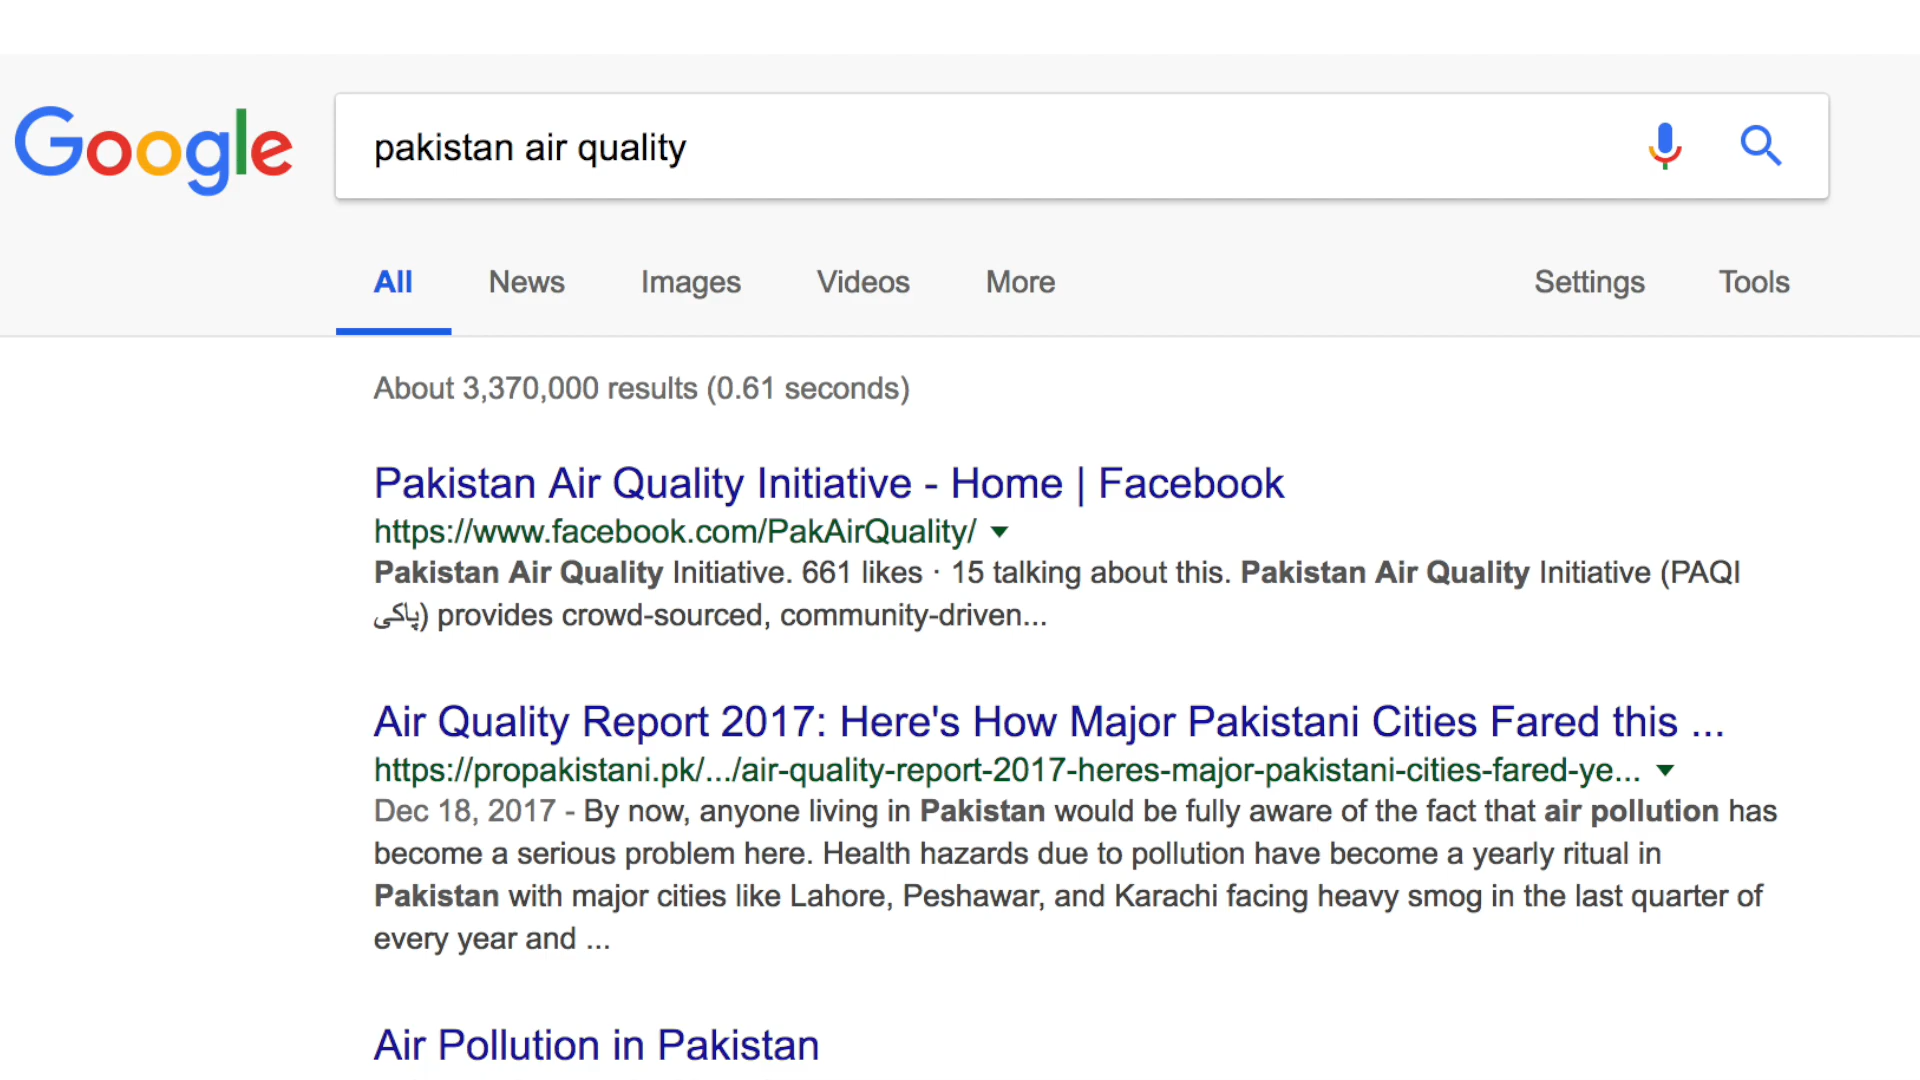 Google
pakistan air quality
All News Images Videos More Settings Tools
About 3,370,000 results (0.61 seconds)
Pakistan Air Quality Initiative - Home | Facebook
https://www.facebook.com/PakAirQuality/
Pakistan Air Quality Initiative. 661 likes · 15 talking about this. Pakistan Air Quality Initiative (PAQI
پاکی) provides crowd-sourced, community-driven...
Air Quality Report 2017: Here's How Major Pakistani Cities Fared this ...
https://propakistani.pk/.../air-quality-report-2017-heres-major-pakistani-cities-fared-ye...
Dec 18, 2017 - By now, anyone living in Pakistan would be fully aware of the fact that air pollution has
become a serious problem here. Health hazards due to pollution have become a yearly ritual in
Pakistan with major cities like Lahore, Peshawar, and Karachi facing heavy smog in the last quarter of
every year and ...
Air Pollution in Pakistan